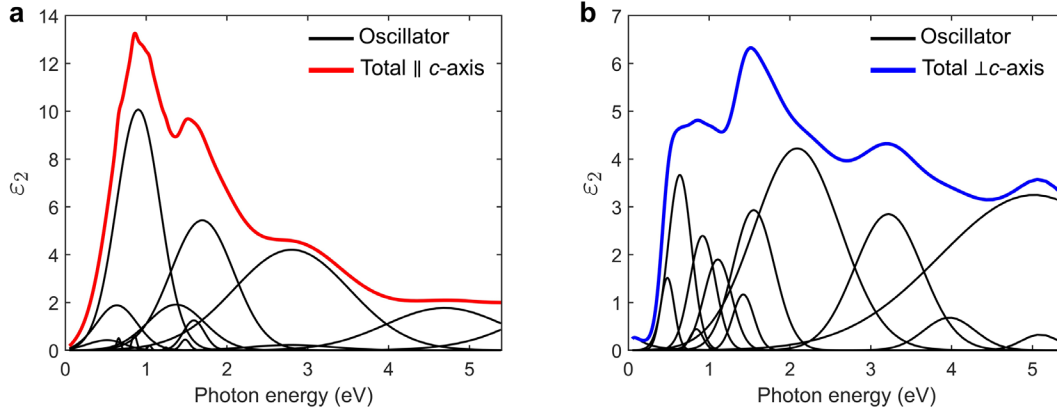 a
14
12
10
8
6
4
2
0
ε2
0 1 2 3 4 5
Photon energy (eV)
Oscillator
Total ∥ c-axis
b
7
6
5
4
3
2
1
0
ε2
0 1 2 3 4 5
Photon energy (eV)
Oscillator
Total ⊥c-axis